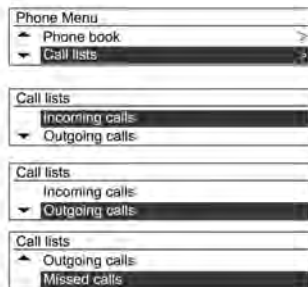 Phone Menu
Phone book
Call lists
Call lists
Incoming calls
Outgoing calls
Call lists
Incoming calls
Outgoing calls
Call lists
Outgoing calls
Missed calls